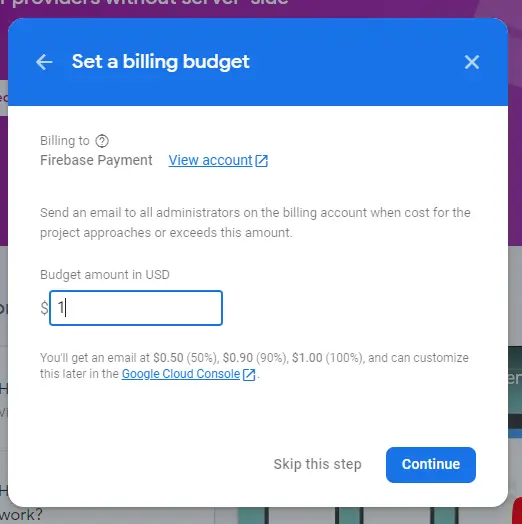 r providers without server-side
Set a billing budget
Billing to
Firebase Payment View account
Send an email to all administrators on the billing account when cost for the
project approaches or exceeds this amount.
Budget amount in USD
$ 1
You'll get an email at $0.50 (50%), $0.90 (90%), $1.00 (100%), and can customize
this later in the Google Cloud Console.
Skip this step Continue
work?